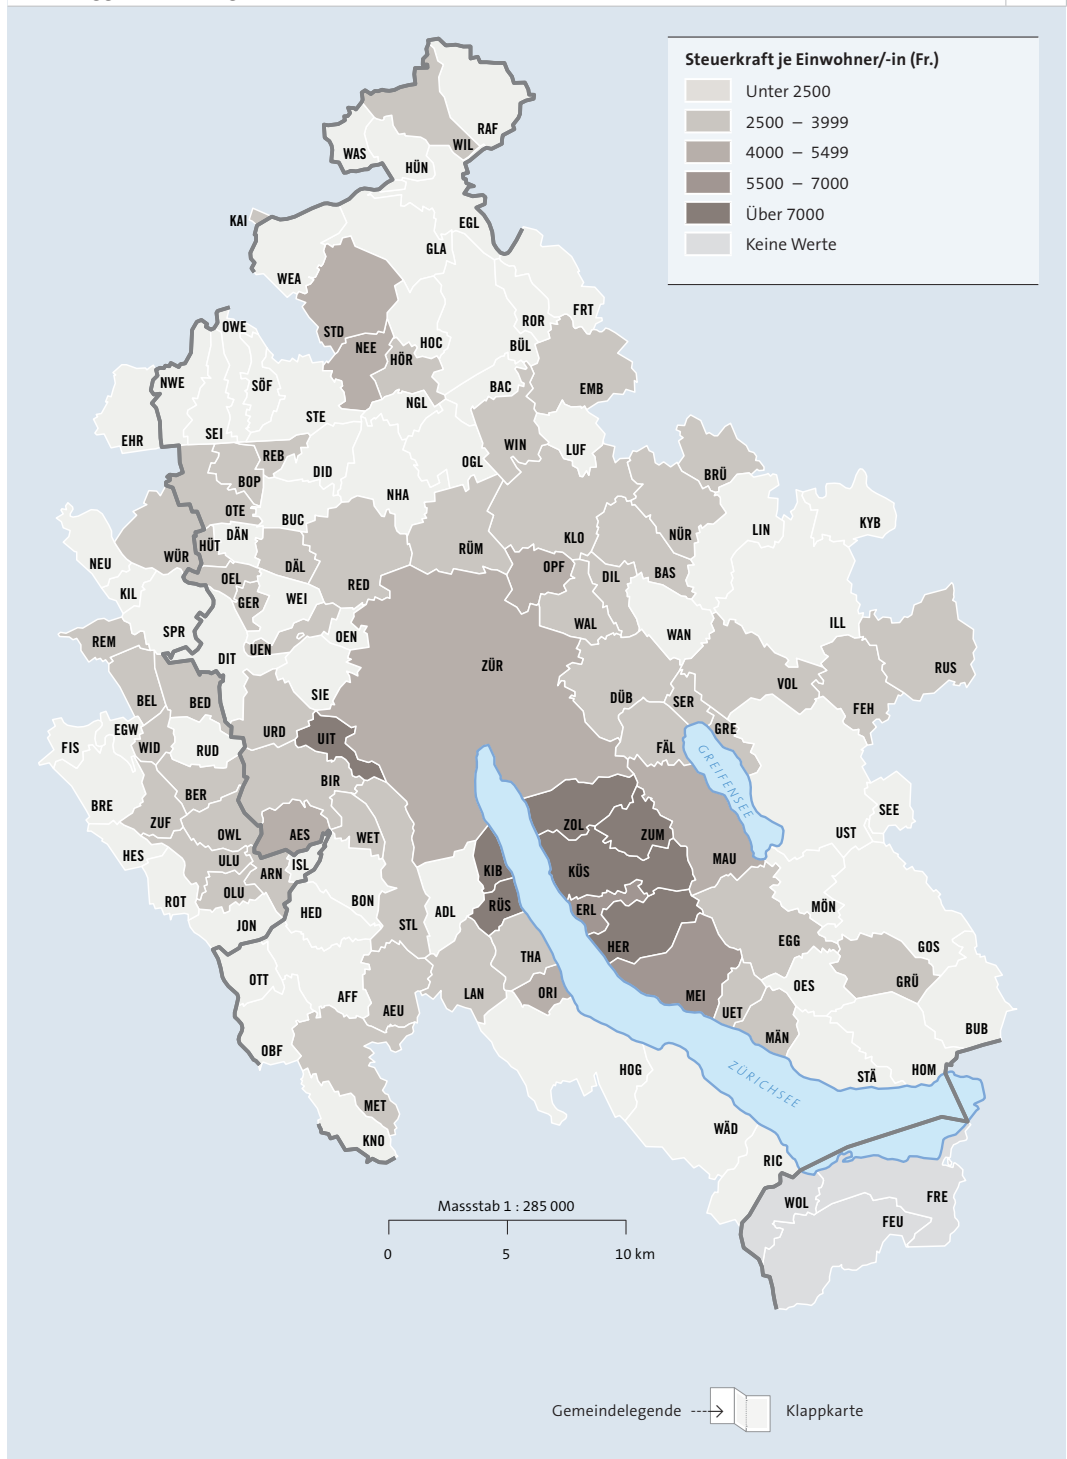 Steuerkraft je Einwohner/-in (Fr.)
Unter 2500
2500 – 3999
4000 – 5499
5500 – 7000
Über 7000
Keine Werte
RAF
WIL
WAS
HÜN
KAI
EGL
GLA
WEA
FRT
ROR
OWE
STD
NEE
HOC
BÜL
HÖR
NWE
SÖF
BAC
EMB
NGL
STE
SEI
EHR
WIN
LUF
REB
OGL
DID
BRÜ
BOP
NHA
OTE
BUC
KYB
LIN
DÄN
NÜR
KLO
HÜT
RÜM
WÜR
NEU
DÄL
OPF
BAS
DIL
OEL
RED
KIL
GER
WEI
WAL
ILL
SPR
WAN
OEN
REM
UEN
DIT
ZÜR
RUS
VOL
SIE
DÜB
BEL
BED
SER
FEH
EGW
URD
GRE
UIT
FIS
WID
RUD
FÄL
GREIFENSEE
BIR
BER
BRE
SEE
ZUF
ZOL
OWL
AES
WET
ZUM
UST
HES
ULU
ISL
MAU
ARN
KIB
KÜS
OLU
ROT
BON
RÜS
MÖN
HED
ADL
ERL
JON
STL
EGG
HER
GOS
THA
OTT
GRÜ
OES
AFF
LAN
ORI
MEI
AEU
UET
BUB
MÄN
OBF
HOG
HOM
STÄ
ZÜRICHSEE
MET
WÄD
KNO
RIC
FRE
WOL
FEU
Massstab 1 : 285 000
0 5 10 km
Gemeindelegende
Klappkarte